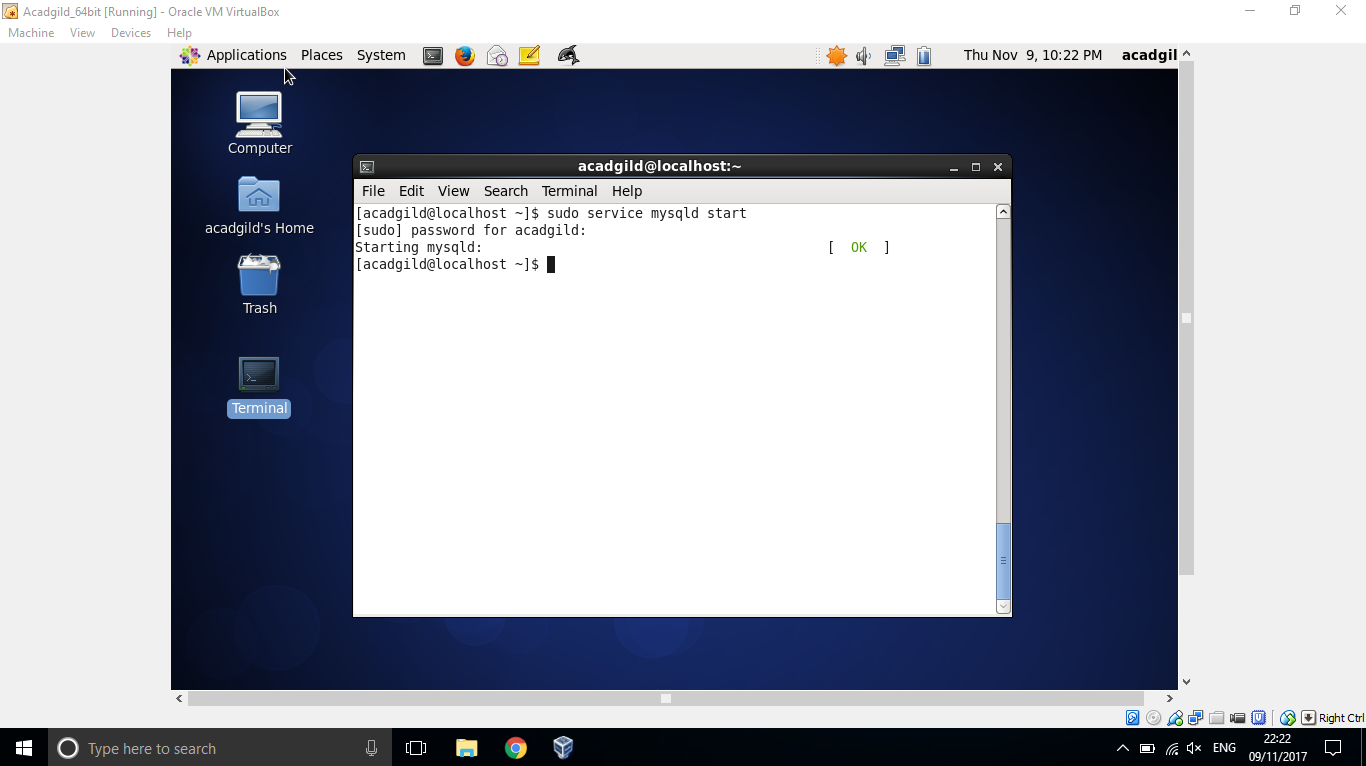 Acadgild_64bit [Running] - Oracle VM VirtualBox
Machine View Devices Help
Applications Places System Thu Nov 9, 10:22 PM acadgil
Computer
acadgild's Home
Trash
Terminal
acadgild@localhost:~
File Edit View Search Terminal Help
[acadgild@localhost ~]$ sudo service mysqld start
[sudo] password for acadgild:
Starting mysqld: [ OK ]
[acadgild@localhost ~]$
Right Ctrl
Type here to search
ENG
22:22
09/11/2017